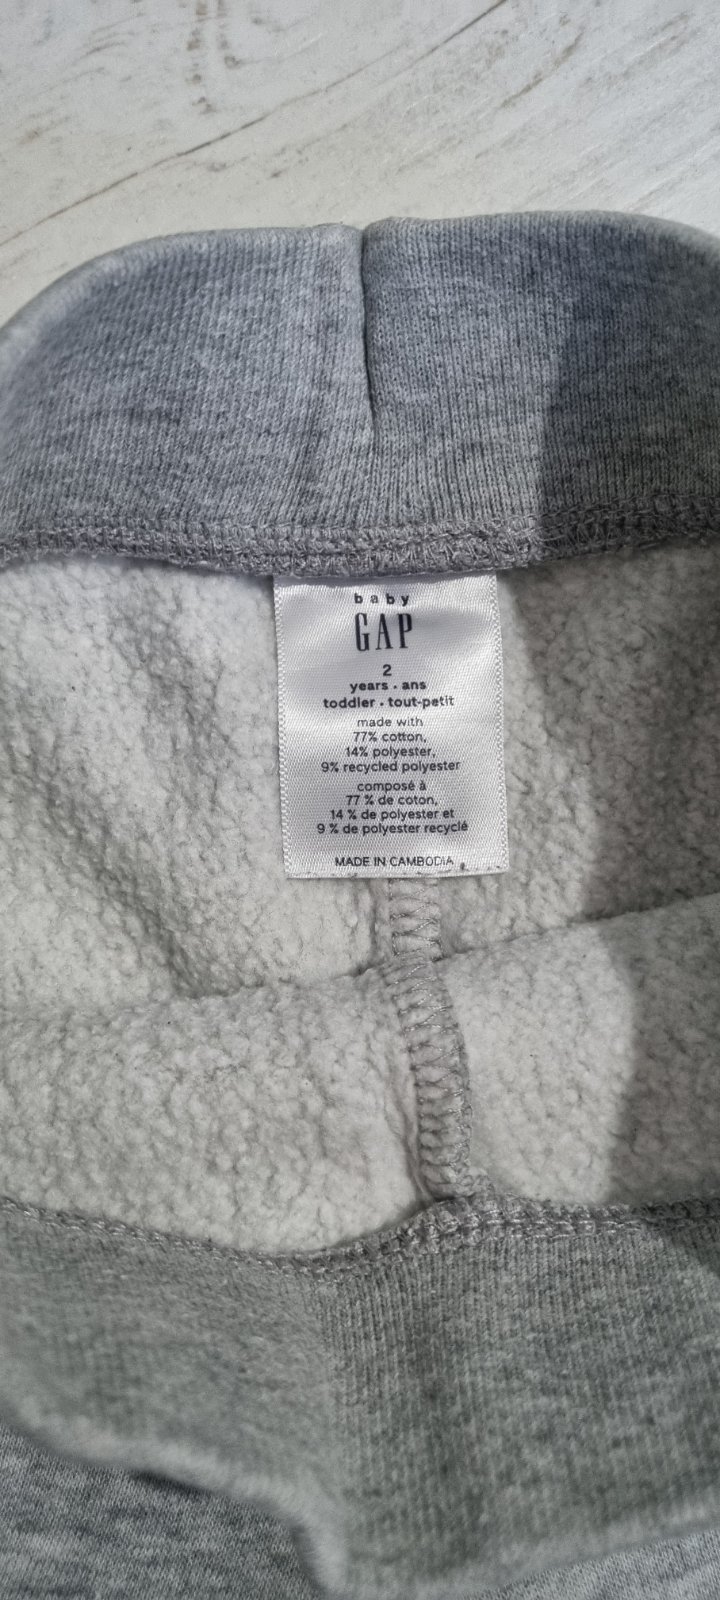 baby
GAP
2
years • ans
toddler • tout-petit
made with
77% cotton,
14% polyester,
9% recycled polyester
composé à
77 % de coton,
14 % de polyester et
9 % de polyester recyclé
MADE IN CAMBODIA